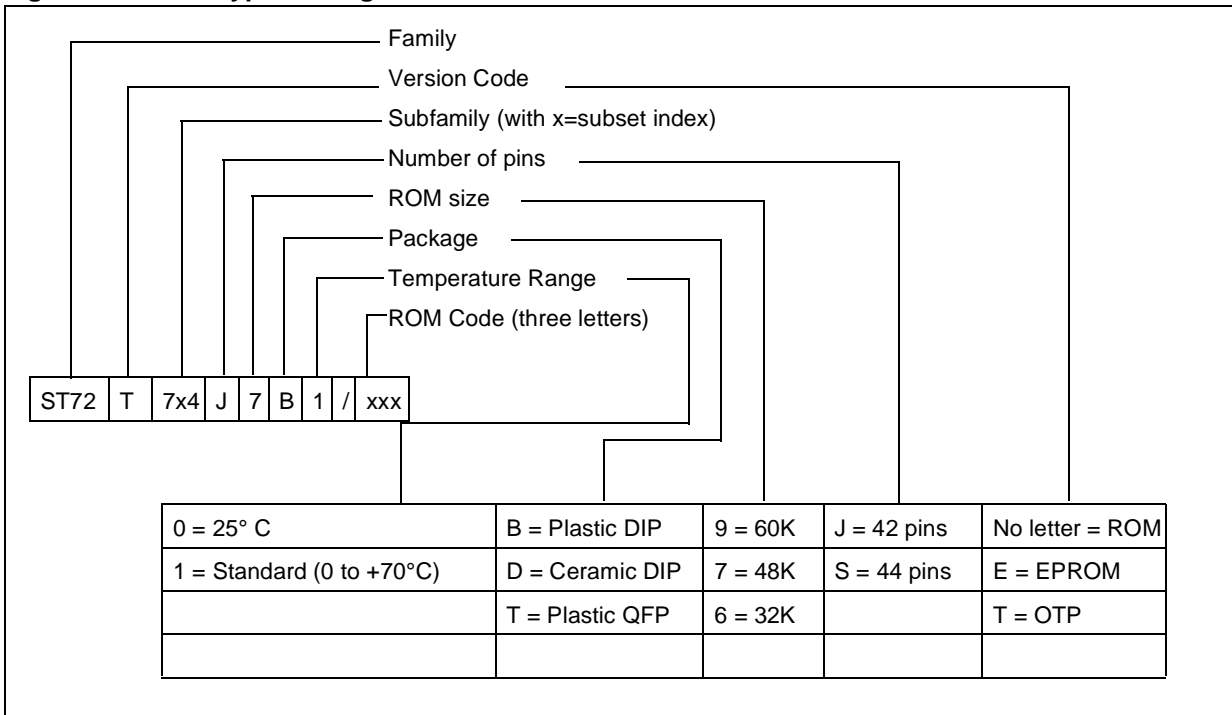 Family
Version Code
Subfamily (with x=subset index)
Number of pins
ROM size
Package
Temperature Range
ROM Code (three letters)
ST72 T 7x4 J 7 B 1 / xxx
0 = 25° C B = Plastic DIP 9 = 60K J = 42 pins No letter = ROM
1 = Standard (0 to +70°C) D = Ceramic DIP 7 = 48K S = 44 pins E = EPROM
T = Plastic QFP 6 = 32K T = OTP